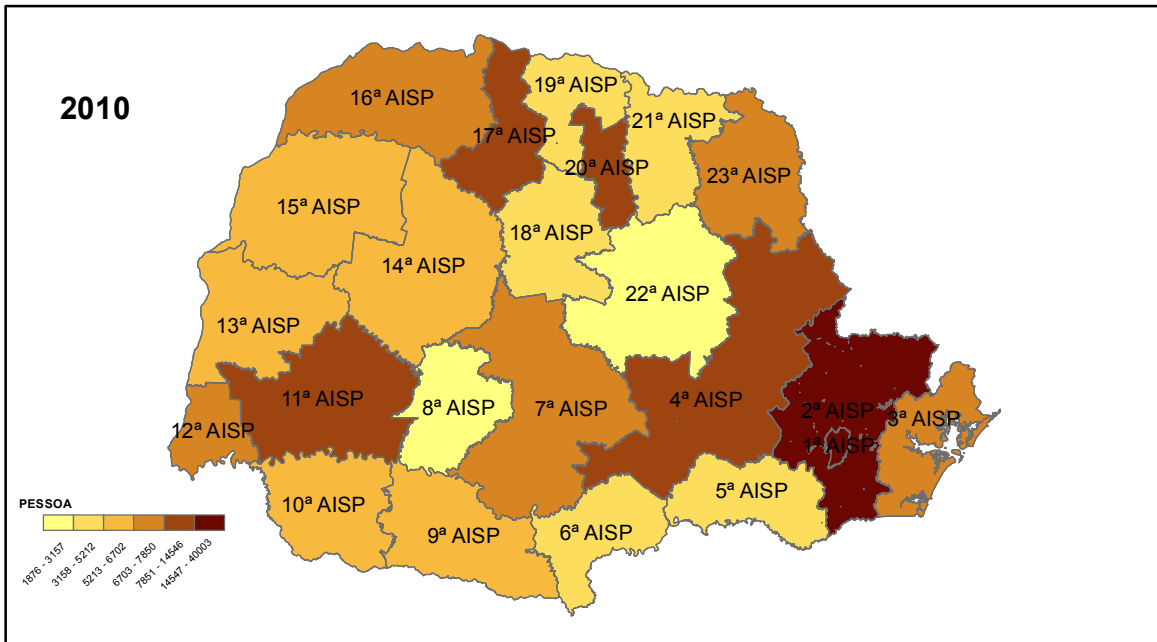 2010
16ª AISP
19ª AISP
21ª AISP
17ª AISP
20ª AISP
23ª AISP
15ª AISP
18ª AISP
14ª AISP
22ª AISP
13ª AISP
11ª AISP
8ª AISP
7ª AISP
4ª AISP
2ª AISP
3ª AISP
12ª AISP
1ª AISP
5ª AISP
10ª AISP
9ª AISP
6ª AISP
PESSOA
1876 - 3157
3158 - 5212
5213 - 6702
6703 - 7850
7851 - 14546
14547 - 40003